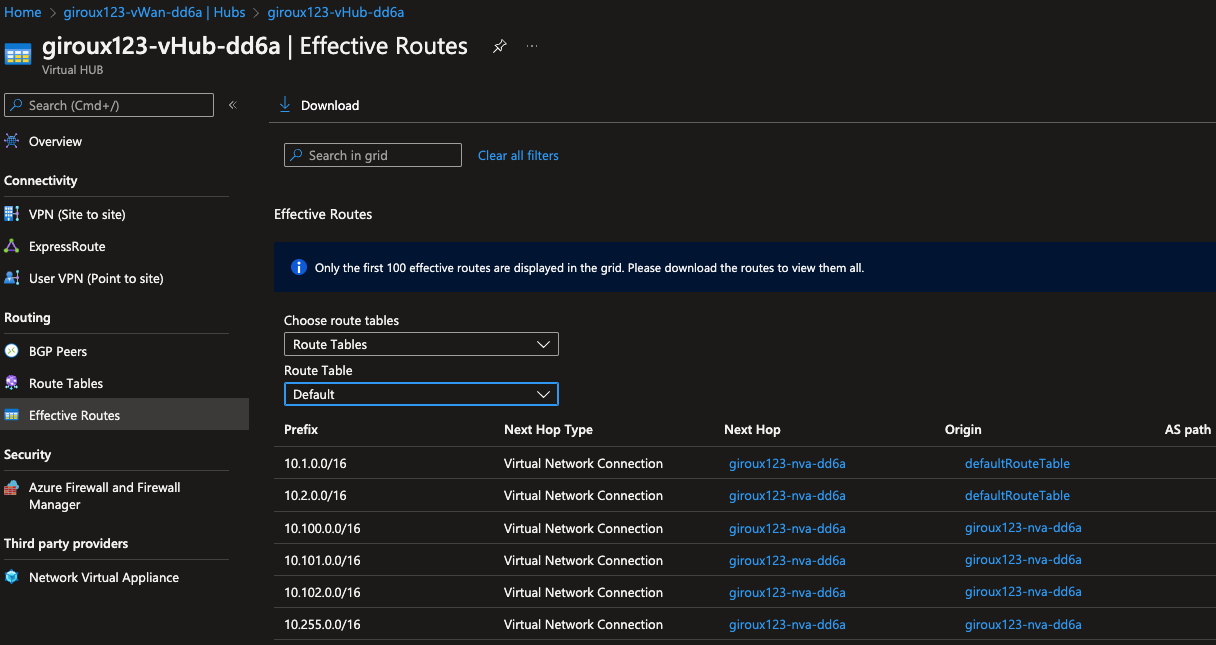 Home > giroux123-vWan-dd6a | Hubs > giroux123-vHub-dd6a
giroux123-vHub-dd6a | Effective Routes
Virtual HUB
Search (Cmd+/)
Overview
Connectivity
VPN (Site to site)
ExpressRoute
User VPN (Point to site)
Routing
BGP Peers
Route Tables
Effective Routes
Security
Azure Firewall and Firewall
Manager
Third party providers
Network Virtual Appliance
Download
Search in grid
Clear all filters
Effective Routes
Only the first 100 effective routes are displayed in the grid. Please download the routes to view them all.
Choose route tables
Route Tables
Route Table
Default
Prefix Next Hop Type Next Hop Origin AS path
10.1.0.0/16 Virtual Network Connection giroux123-nva-dd6a defaultRouteTable
10.2.0.0/16 Virtual Network Connection giroux123-nva-dd6a defaultRouteTable
10.100.0.0/16 Virtual Network Connection giroux123-nva-dd6a giroux123-nva-dd6a
10.101.0.0/16 Virtual Network Connection giroux123-nva-dd6a giroux123-nva-dd6a
10.102.0.0/16 Virtual Network Connection giroux123-nva-dd6a giroux123-nva-dd6a
10.255.0.0/16 Virtual Network Connection giroux123-nva-dd6a giroux123-nva-dd6a